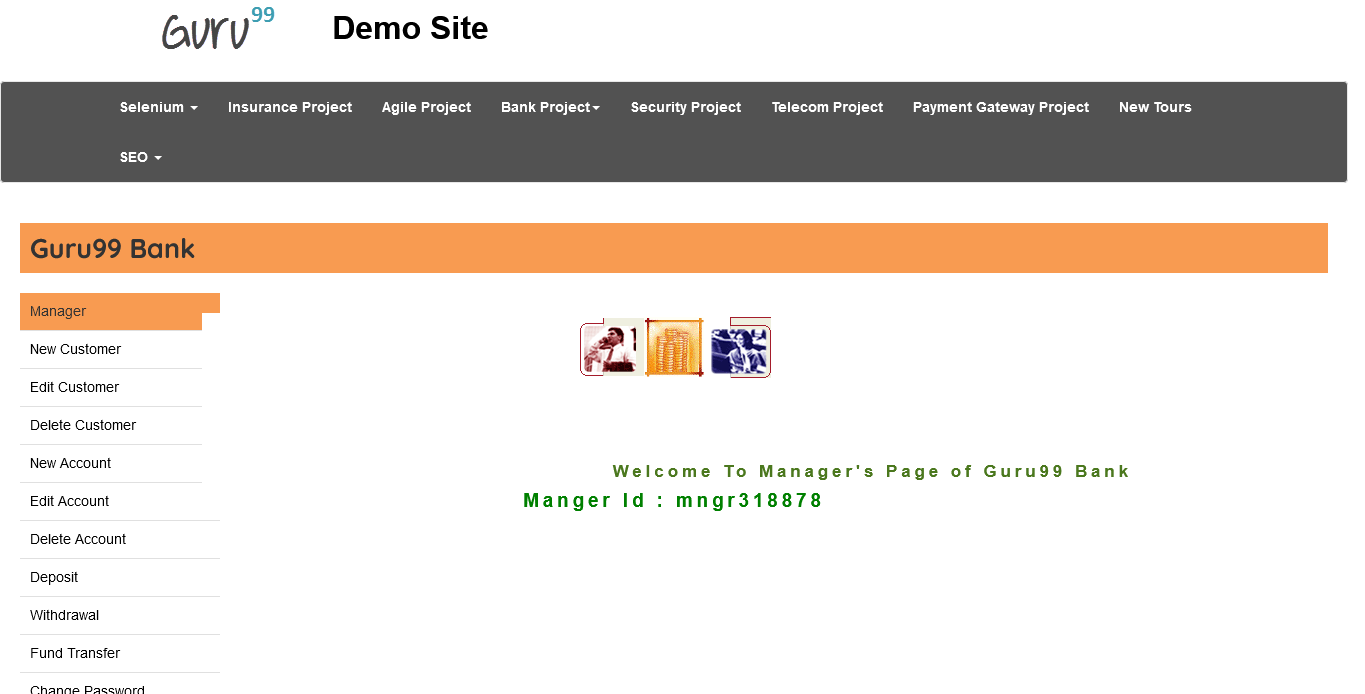 Guru99 Demo Site
Selenium Insurance Project Agile Project Bank Project Security Project Telecom Project Payment Gateway Project New Tours
SEO
Guru99 Bank
Manager
New Customer
Edit Customer
Delete Customer
New Account
Edit Account
Delete Account
Deposit
Withdrawal
Fund Transfer
Change Password
Welcome To Manager's Page of Guru99 Bank
Manger Id : mngr318878